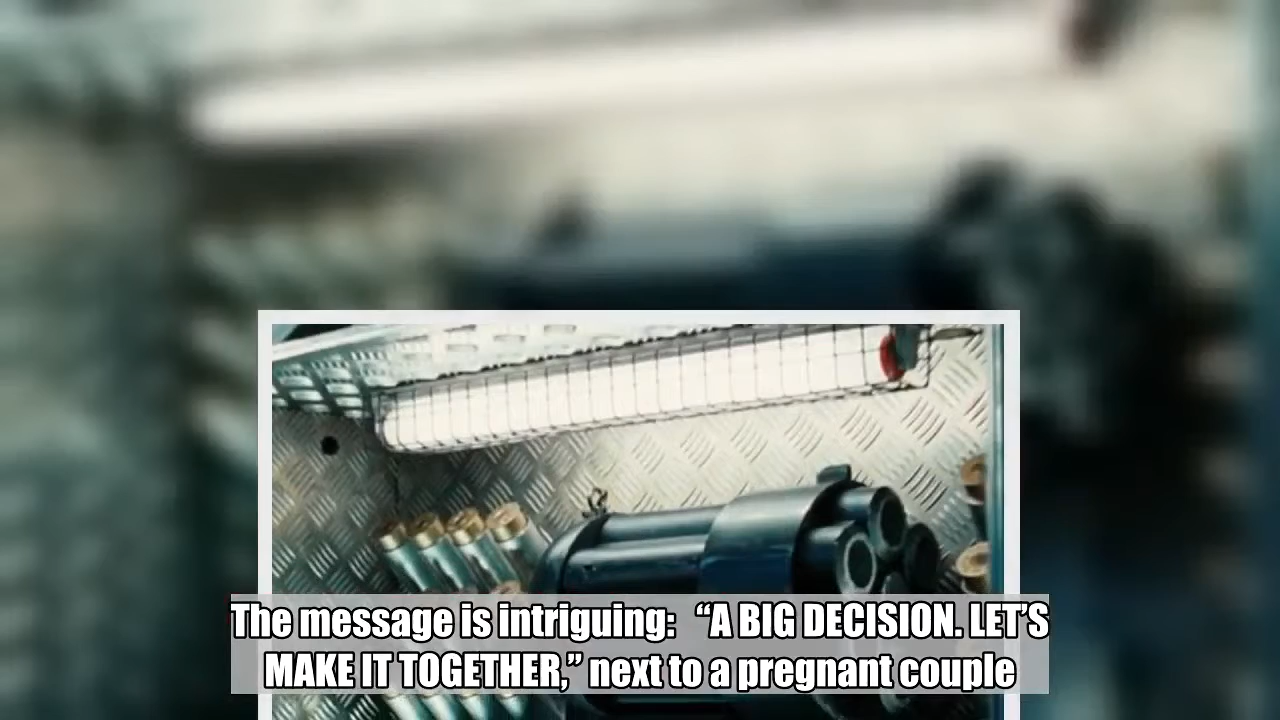 The message is intriguing: “A BIG DECISION. LET’S
MAKE IT TOGETHER,” next to a pregnant couple